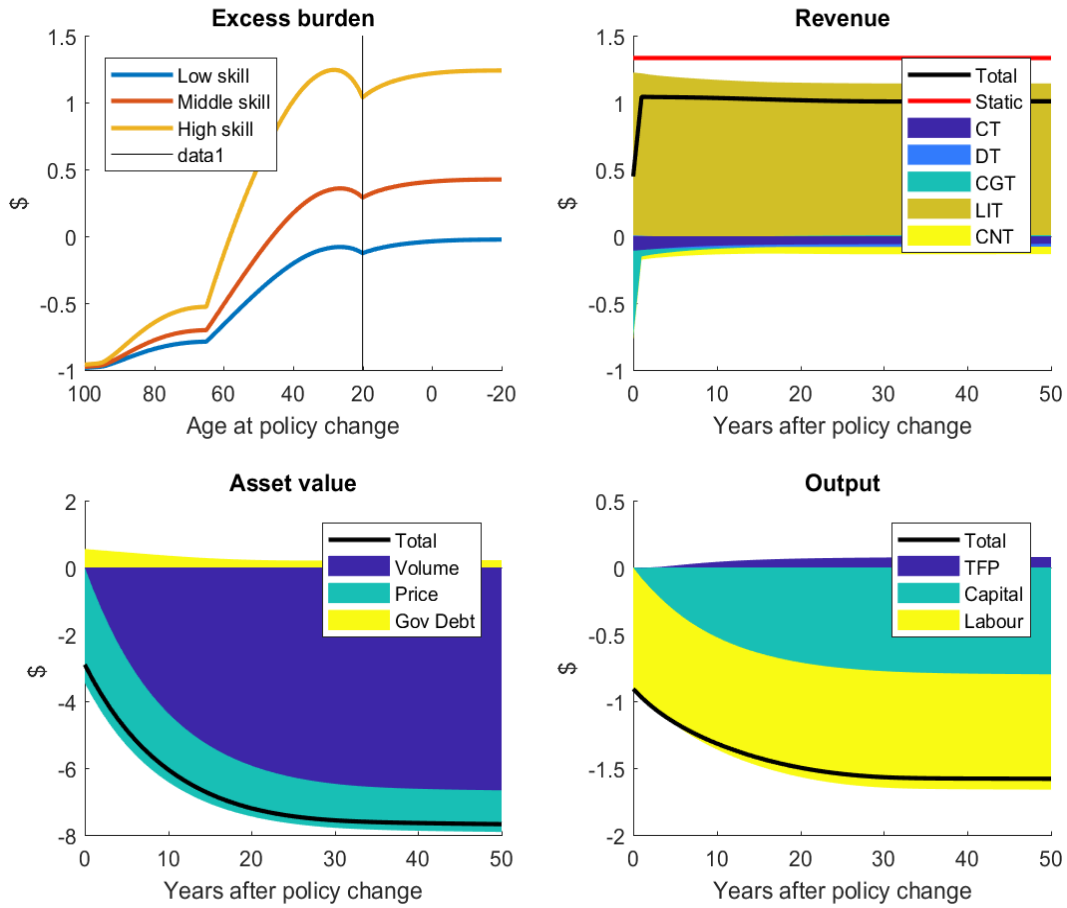 Excess burden
1.5
1
0.5
0
-0.5
-1
$
Low skill
Middle skill
High skill
data1
100 80 60 40 20 0 -20
Age at policy change
Revenue
1.5
1
0.5
0
-0.5
-1
$
Total
Static
CT
DT
CGT
LIT
CNT
0 10 20 30 40 50
Years after policy change
Asset value
2
0
-2
-4
-6
-8
$
Total
Volume
Price
Gov Debt
0 10 20 30 40 50
Years after policy change
Output
0.5
0
-0.5
-1
-1.5
-2
$
Total
TFP
Capital
Labour
0 10 20 30 40 50
Years after policy change